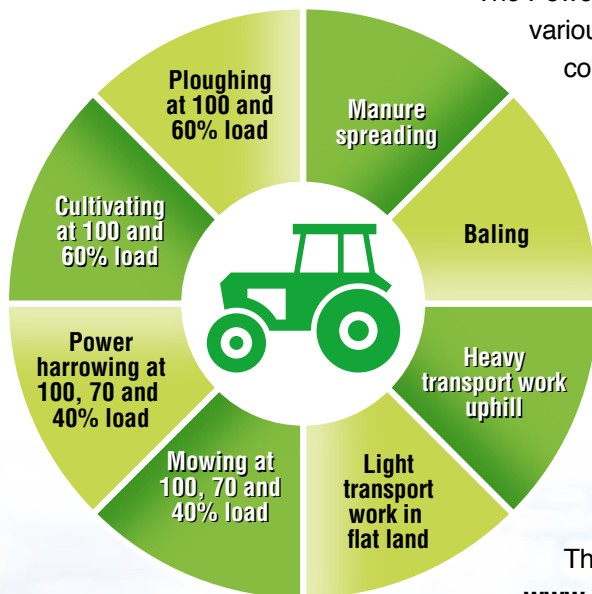 The
variou
co
Ploughing
at 100 and
60% load
Manure
spreading
Baling
Heavy
transport work
uphill
Light
transport
work in
flat land
Mowing at
100, 70 and
40% load
Power
harrowing at
100, 70 and
40% load
Cultivating
at 100 and
60% load
Th
www.